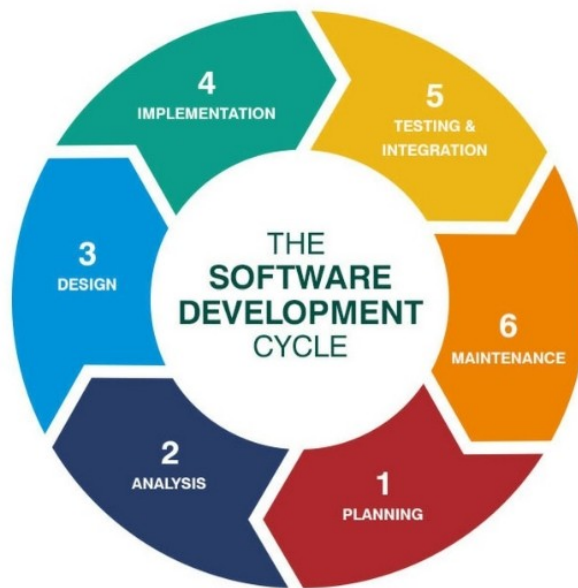 THE
SOFTWARE
DEVELOPMENT
CYCLE
1
PLANNING
2
ANALYSIS
3
DESIGN
4
IMPLEMENTATION
5
TESTING &
INTEGRATION
6
MAINTENANCE